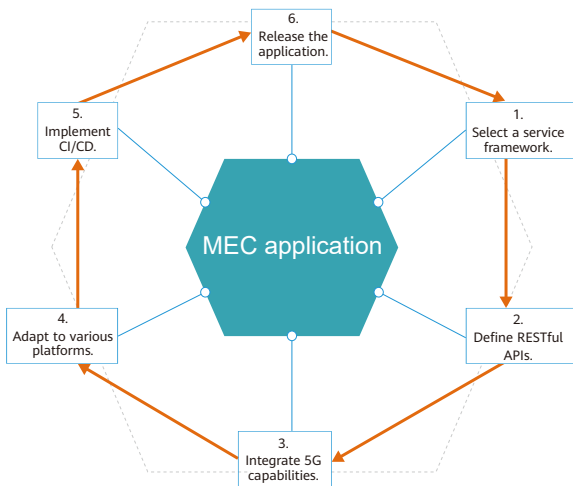 6.
Release the
application.
1.
Select a service
framework.
5.
Implement
CI/CD.
MEC application
4.
Adapt to various
platforms.
2.
Define RESTful
APIs.
3.
Integrate 5G
capabilities.